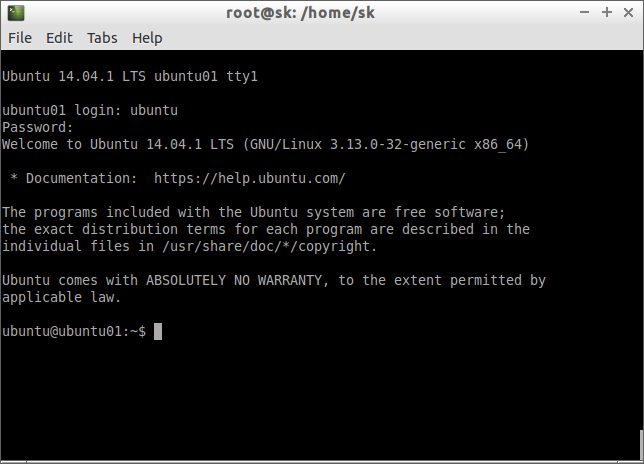 root@sk: /home/sk
File Edit Tabs Help
Ubuntu 14.04.1 LTS ubuntu01 tty1
ubuntu01 login: ubuntu
Password:
Welcome to Ubuntu 14.04.1 LTS (GNU/Linux 3.13.0-32-generic x86_64)
* Documentation:  https://help.ubuntu.com/
The programs included with the Ubuntu system are free software;
the exact distribution terms for each program are described in the
individual files in /usr/share/doc/*/copyright.
Ubuntu comes with ABSOLUTELY NO WARRANTY, to the extent permitted by
applicable law.
ubuntu@ubuntu01:~$